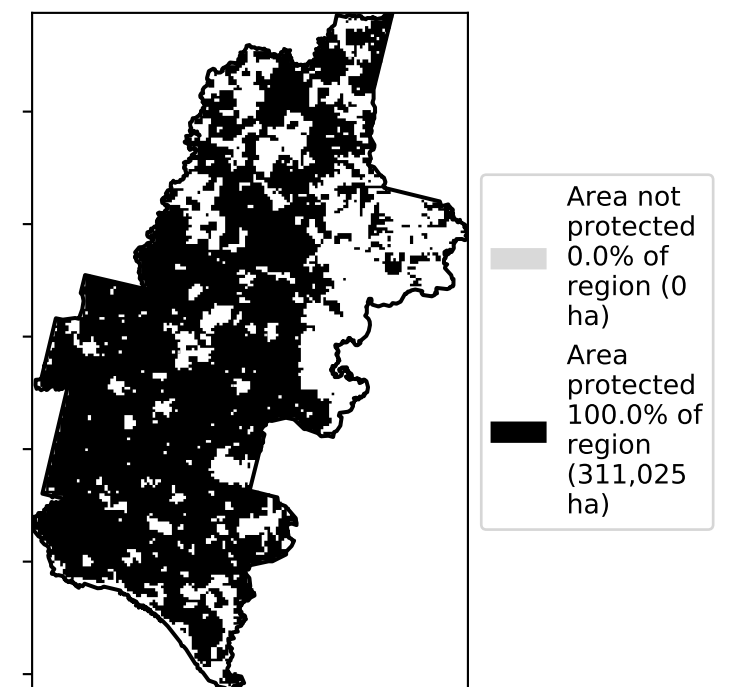 Area not
protected
0.0% of
region (0
ha)
Area
protected
100.0% of
region
(311,025
ha)